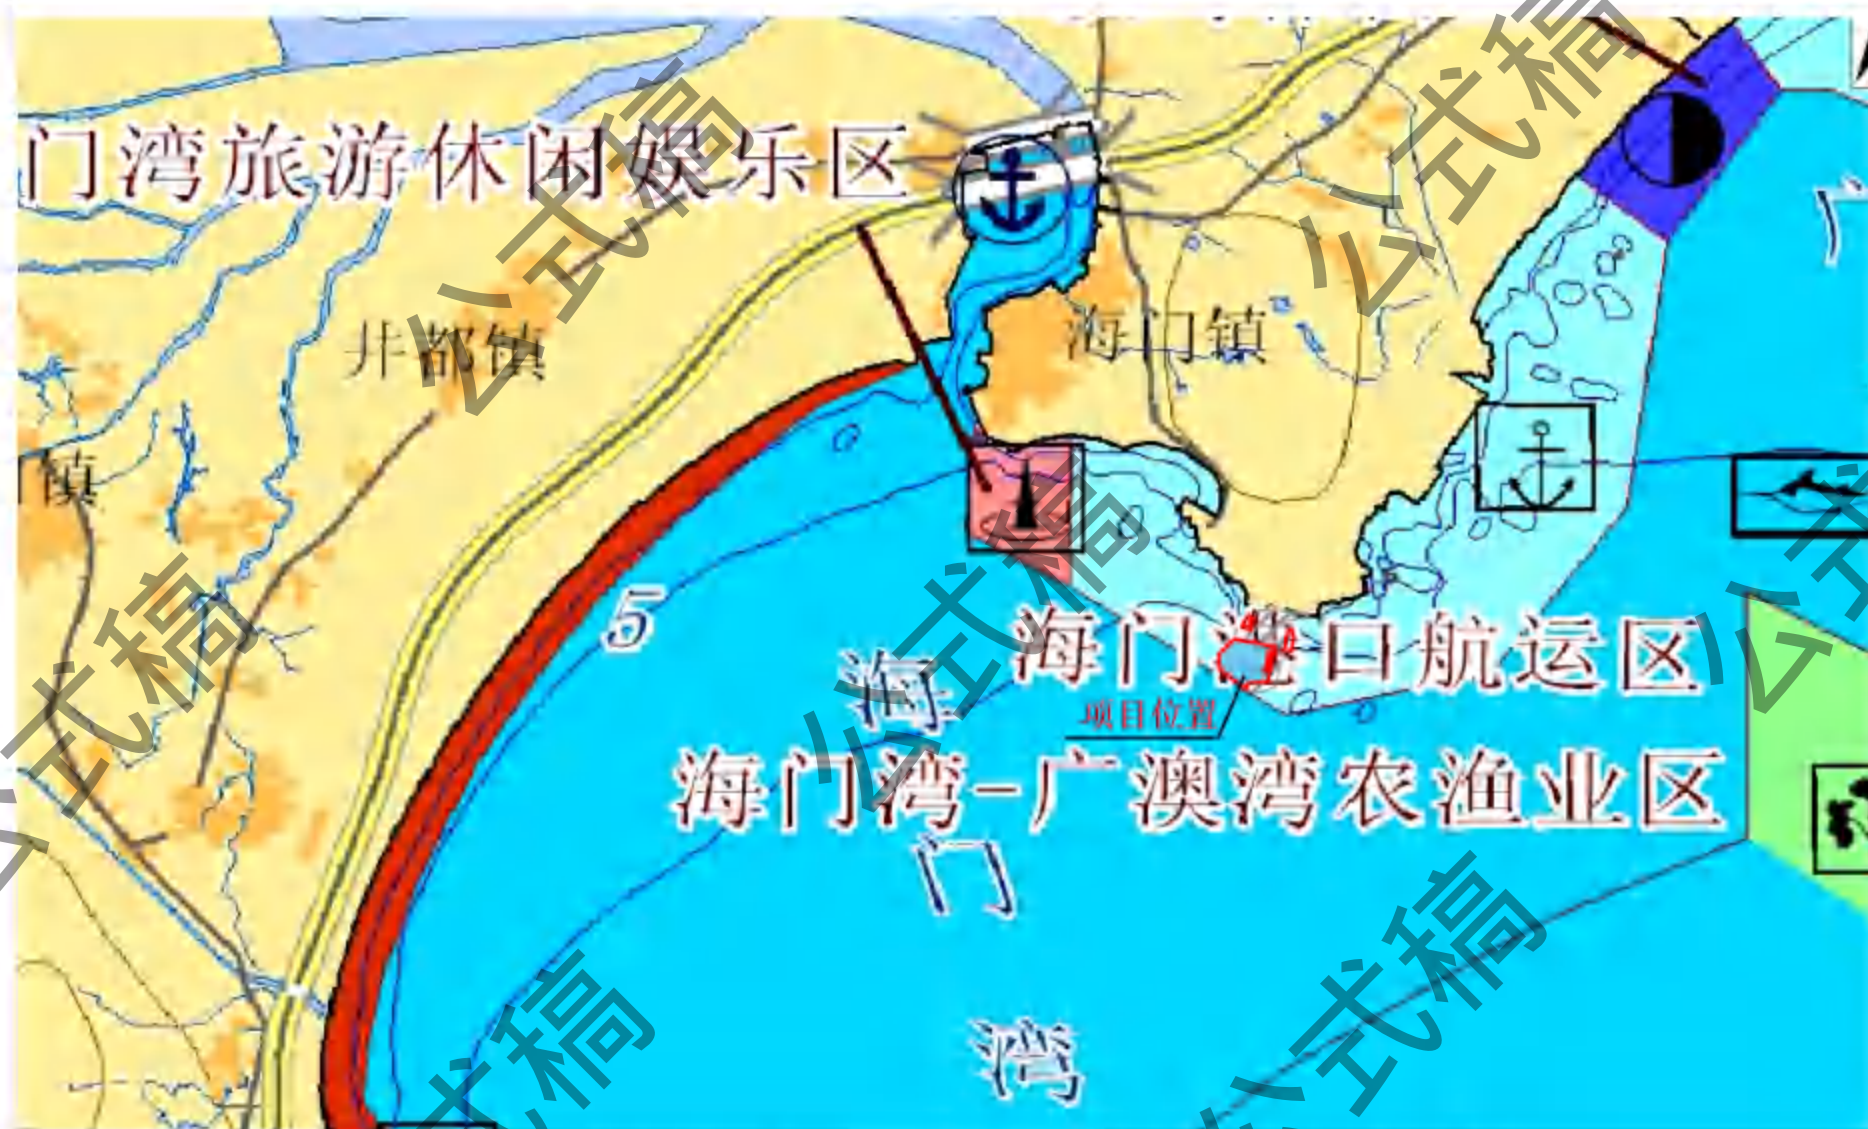 门湾旅游休闲娱乐区
井都镇
海门镇
镇
5
海门港口航运区
项目位置
海门湾-广澳湾农渔业区
海
门
湾
公式稿
公式稿
公式稿
公式稿
公式稿
公式稿
公式稿